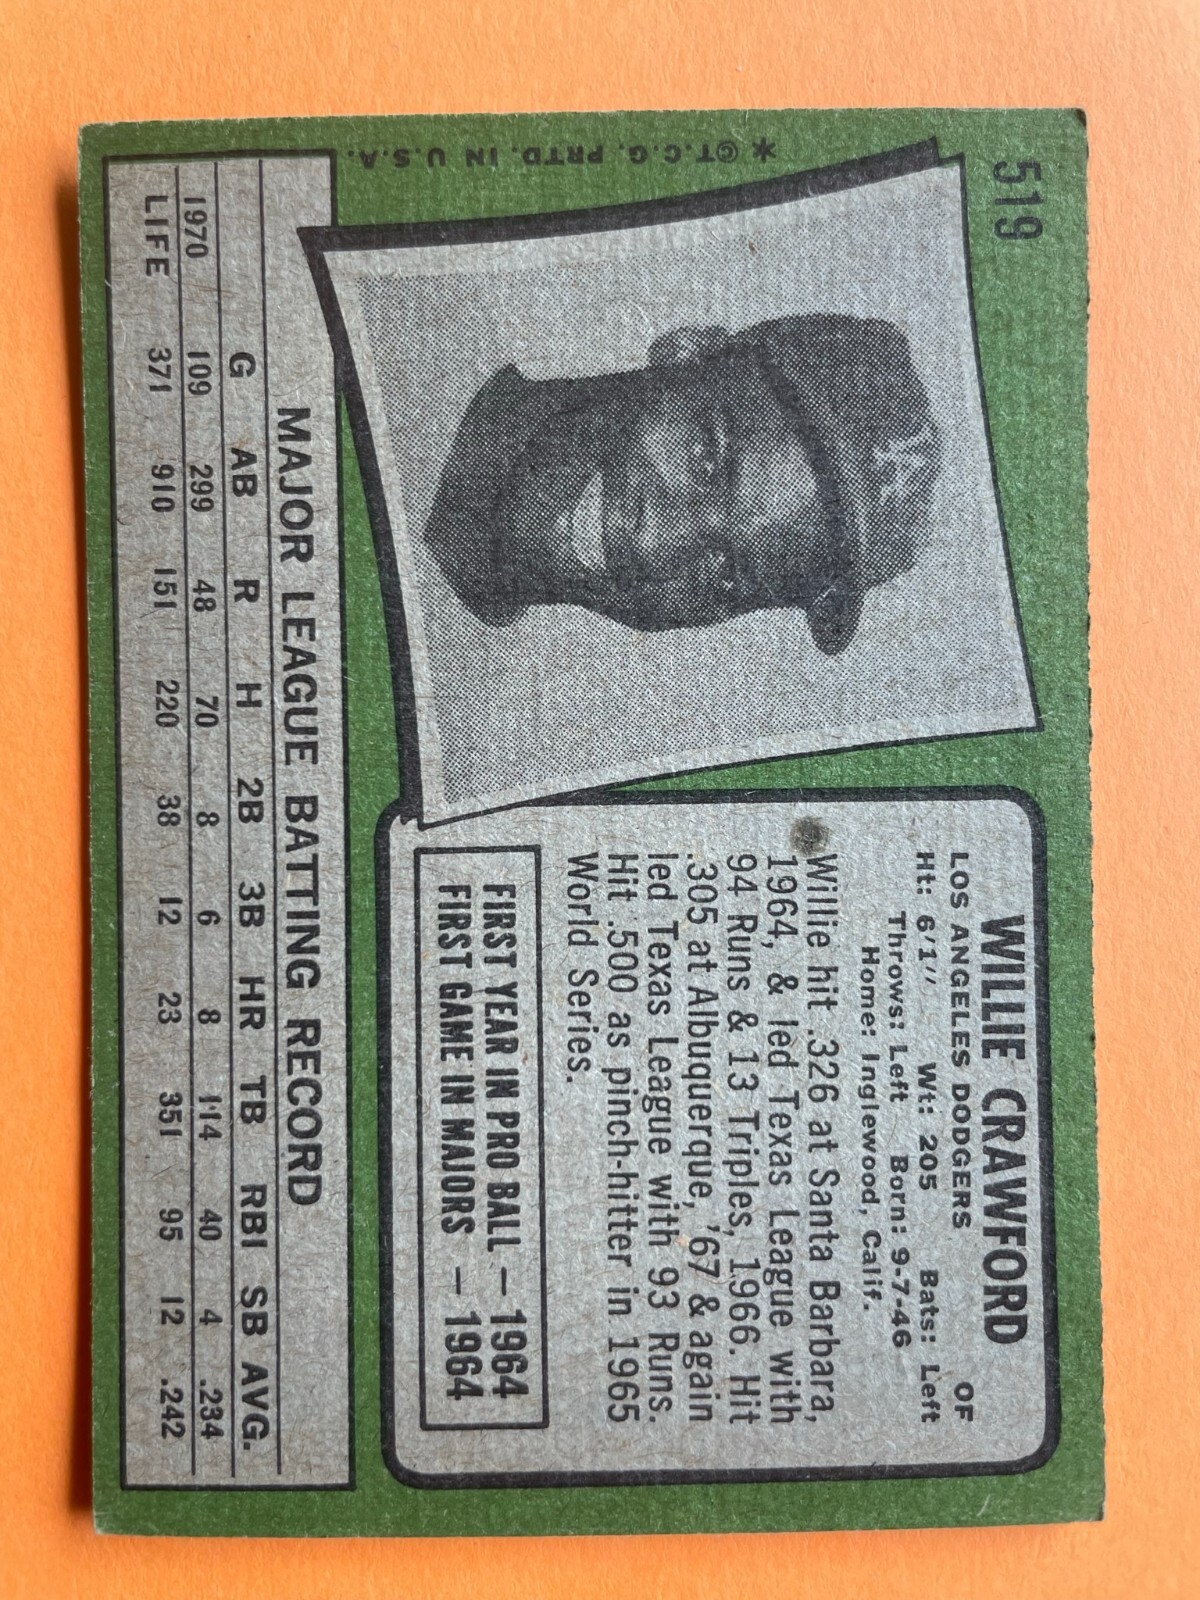 519
WILLIE CRAWFORD
LOS ANGELES DODGERS OF
Ht: 6'1" Wt: 205 Bats: Left
Throws: Left Born: 9-7-46
Home: Inglewood, Calif.
Willie hit .326 at Santa Barbara,
1964, & led Texas League with
94 Runs & 13 Triples, 1966. Hit
.305 at Albuquerque, '67 & again
led Texas League with 93 Runs.
Hit .500 as pinch-hitter in 1965
World Series.
FIRST YEAR IN PRO BALL — 1964
FIRST GAME IN MAJORS — 1964
LA
* ©T.C.G. PRTD. IN U.S.A.
MAJOR LEAGUE BATTING RECORD
G AB R H 2B 3B HR TB RBI SB AVG.
1970 109 299 48 70 8 6 8 114 40 4 .234
LIFE 371 910 151 220 38 12 23 351 95 12 .242